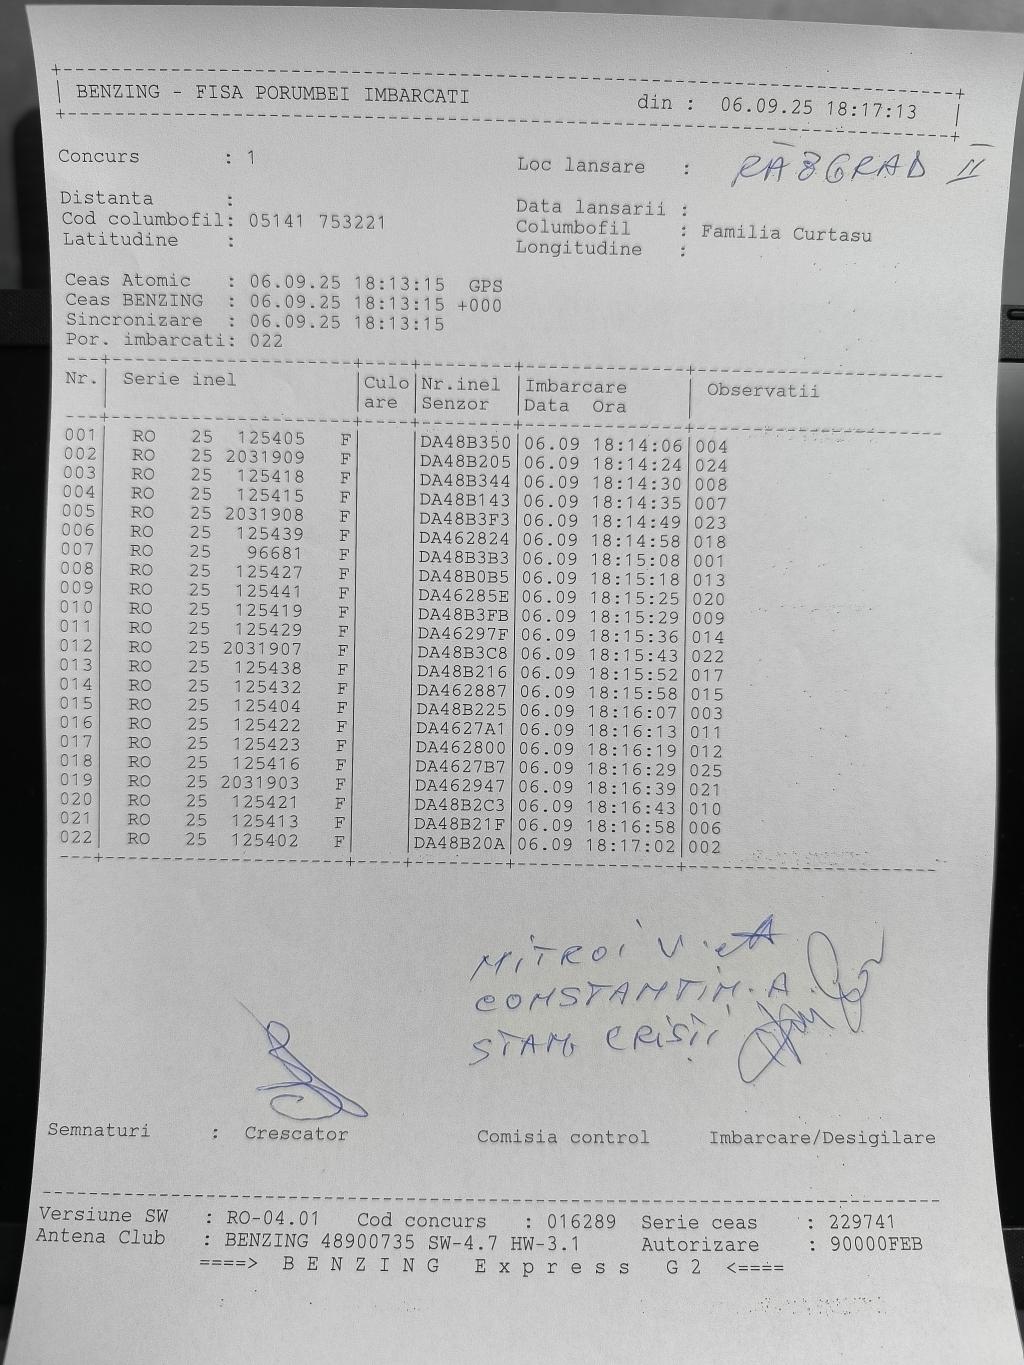 BENZING - FISA PORUMBEI IMBARCATI din : 06.09.25 18:17:13
Concurs : 1 Loc lansare : RAZGRAD II
Distanta : Data lansarii :
Cod columbofil: 05141 753221 Columbofil : Familia Curtasu
Latitudine : Longitudine :
Ceas Atomic : 06.09.25 18:13:15 GPS
Ceas BENZING : 06.09.25 18:13:15 +000
Sincronizare : 06.09.25 18:13:15
Por. imbarcati: 022
Nr. Serie inel Culo Nr.inel Imbarcare Observatii
are Senzor Data Ora
001 RO 25 125405 F DA48B350 06.09 18:14:06 004
002 RO 25 2031909 F DA48B205 06.09 18:14:24 024
003 RO 25 125418 F DA48B344 06.09 18:14:30 008
004 RO 25 125415 F DA48B143 06.09 18:14:35 007
005 RO 25 2031908 F DA48B3F3 06.09 18:14:49 023
006 RO 25 125439 F DA462824 06.09 18:14:58 018
007 RO 25 96681 F DA48B3B3 06.09 18:15:08 001
008 RO 25 125427 F DA48B0B5 06.09 18:15:18 013
009 RO 25 125441 F DA46285E 06.09 18:15:25 020
010 RO 25 125419 F DA48B3FB 06.09 18:15:29 009
011 RO 25 125429 F DA46297F 06.09 18:15:36 014
012 RO 25 2031907 F DA48B3C8 06.09 18:15:43 022
013 RO 25 125438 F DA48B216 06.09 18:15:52 017
014 RO 25 125432 F DA462887 06.09 18:15:58 015
015 RO 25 125404 F DA48B225 06.09 18:16:07 003
016 RO 25 125422 F DA4627A1 06.09 18:16:13 011
017 RO 25 125423 F DA462800 06.09 18:16:19 012
018 RO 25 125416 F DA4627B7 06.09 18:16:29 025
019 RO 25 2031903 F DA462947 06.09 18:16:39 021
020 RO 25 125421 F DA48B2C3 06.09 18:16:43 010
021 RO 25 125413 F DA48B21F 06.09 18:16:58 006
022 RO 25 125402 F DA48B20A 06.09 18:17:02 002
MITROI V
CONSTANTIN.A.
STAN CRISTI
Semnaturi : Crescator Comisia control Imbarcare/Desigilare
Versiune SW : RO-04.01 Cod concurs : 016289 Serie ceas : 229741
Antena Club : BENZING 48900735 SW-4.7 HW-3.1 Autorizare : 90000FEB
====> B E N Z I N G E x p r e s s G 2 <====